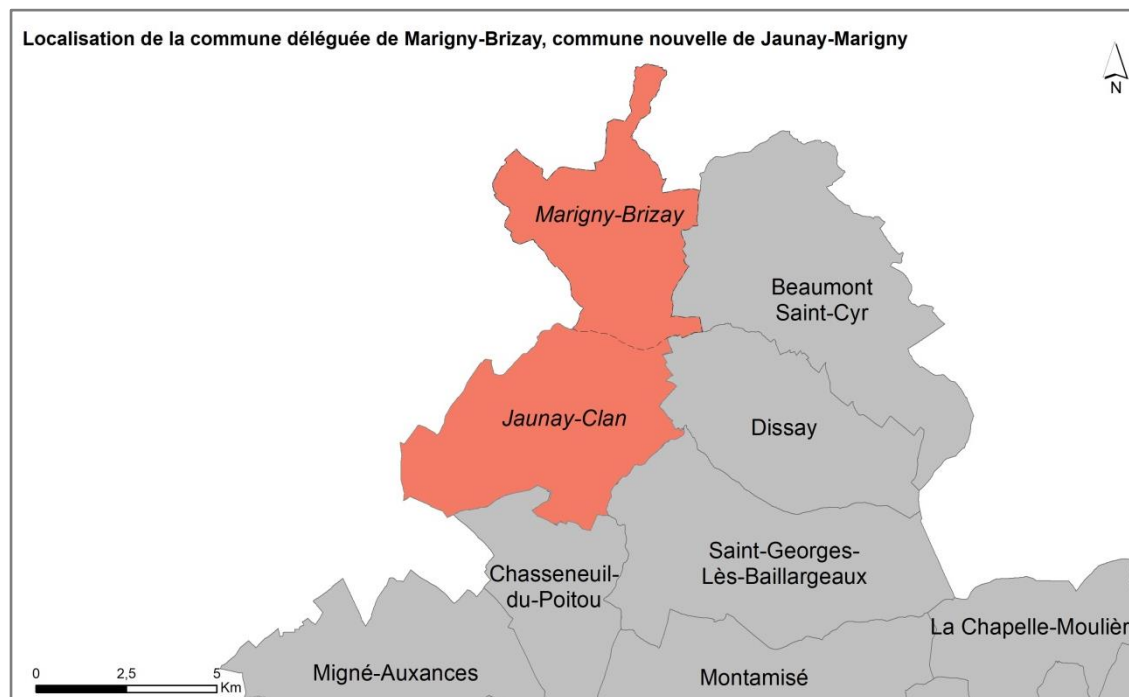 Localisation de la commune déléguée de Marigny-Brizay, commune nouvelle de Jaunay-Marigny
N
Marigny-Brizay
Beaumont
Saint-Cyr
Jaunay-Clan
Dissay
Saint-Georges-
Lès-Baillargeaux
Chasseneuil-
du-Poitou
La Chapelle-Moulièr
Migné-Auxances
Montamisé
0 2,5 5
Km